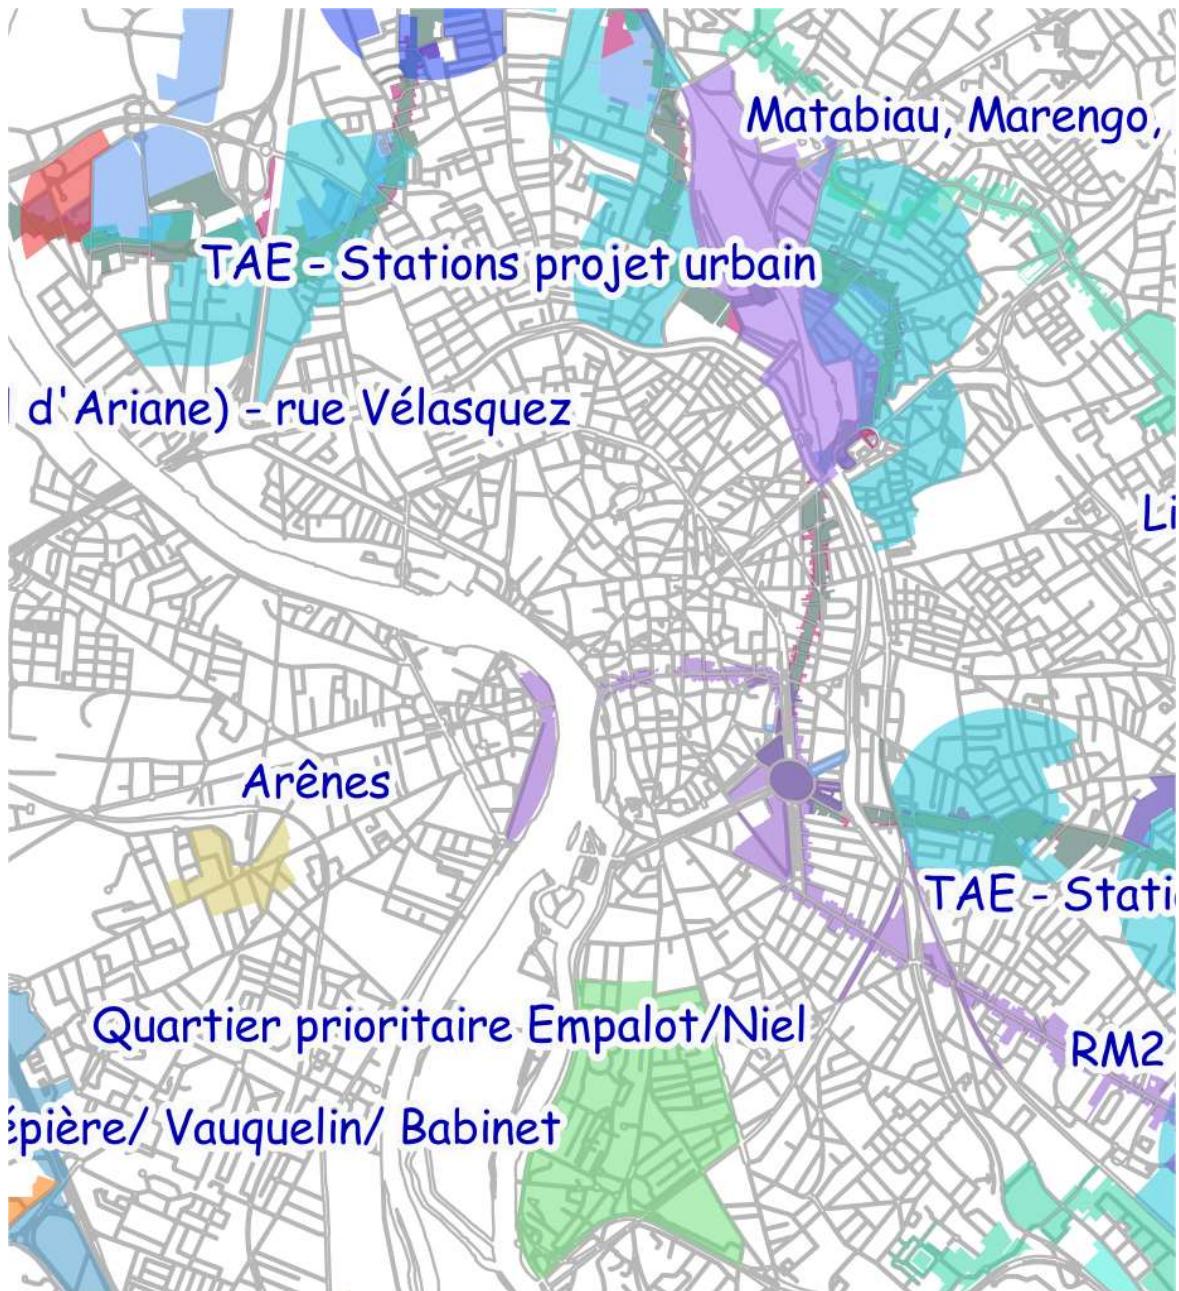 Matabiau, Marengo,
TAE - Stations projet urbain
d'Ariane) - rue Vélasquez
Li
Arênes
TAE - Stati
Quartier prioritaire Empalot/Niel
RM2
épière/ Vauquelin/ Babinet